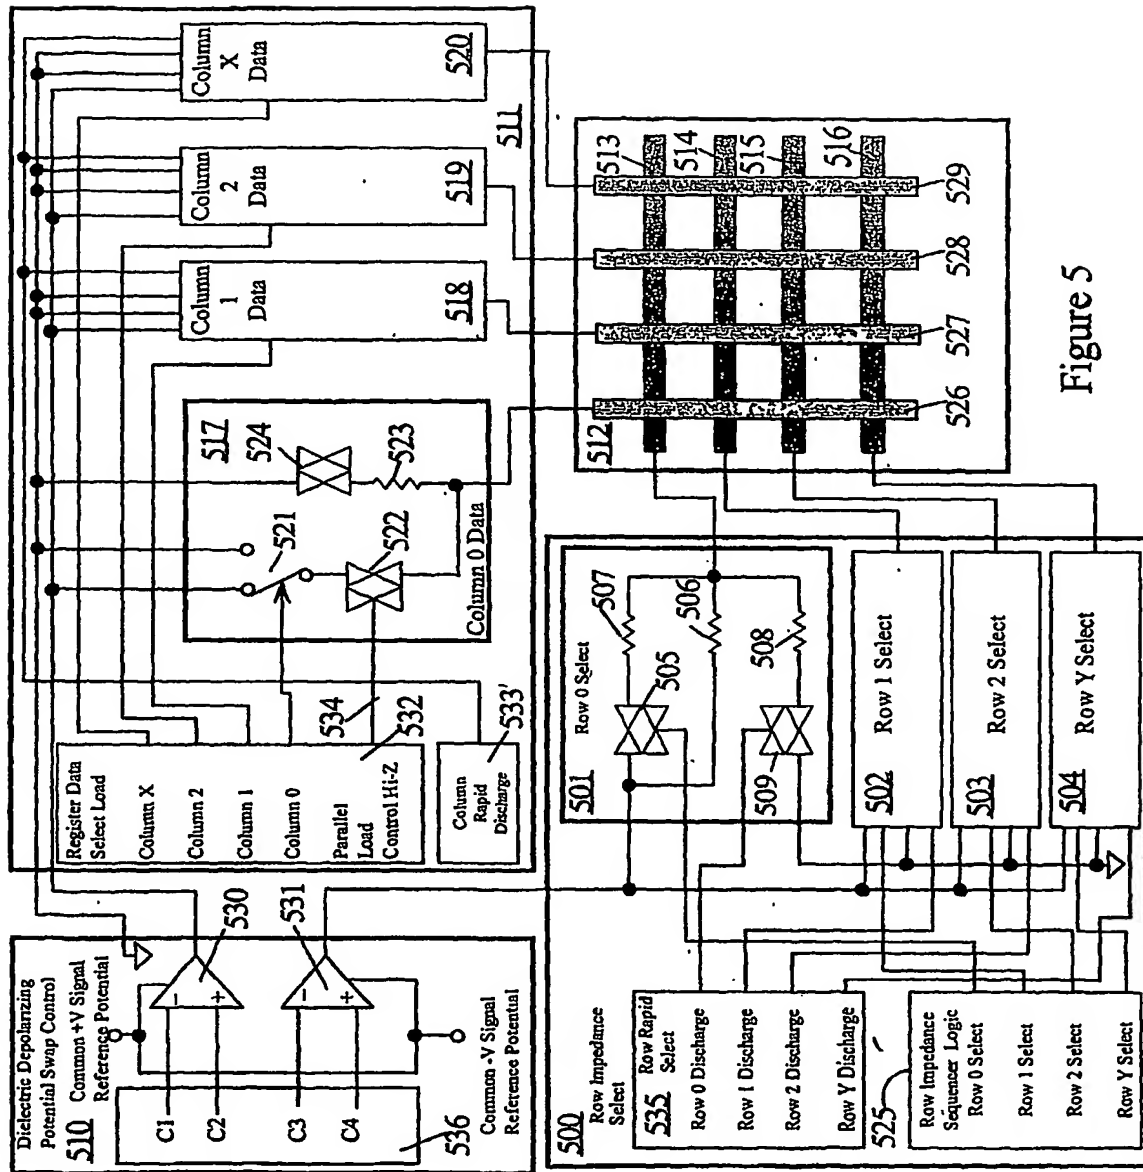 Dielectric Depolarizing
Potential Swap Control
510
Common +V Signal
Reference Potential
C1
C2
C3
C4
530
531
536
Common -V Signal
Reference Potential
Register Data
Select Load
Column X
Column 2
Column 1
Column 0
Parallel
Load
Control Hi-Z
534
532
Column
Rapid
Discharge
533'
517
524
523
521
522
Column 0 Data
Column
1
Data
518
Column
2
Data
519
Column
X
Data
520
511
500
Row Impedance
Select
535
Row Rapid
Select
Row 0 Discharge
Row 1 Discharge
Row 2 Discharge
Row Y Discharge
525
Row Impedance
Sequencer Logic
Row 0 Select
Row 1 Select
Row 2 Select
Row Y Select
501
Row 0 Select
507
505
506
508
509
Row 1 Select
502
Row 2 Select
503
Row Y Select
504
512
513
514
515
516
526
527
528
529
Figure 5